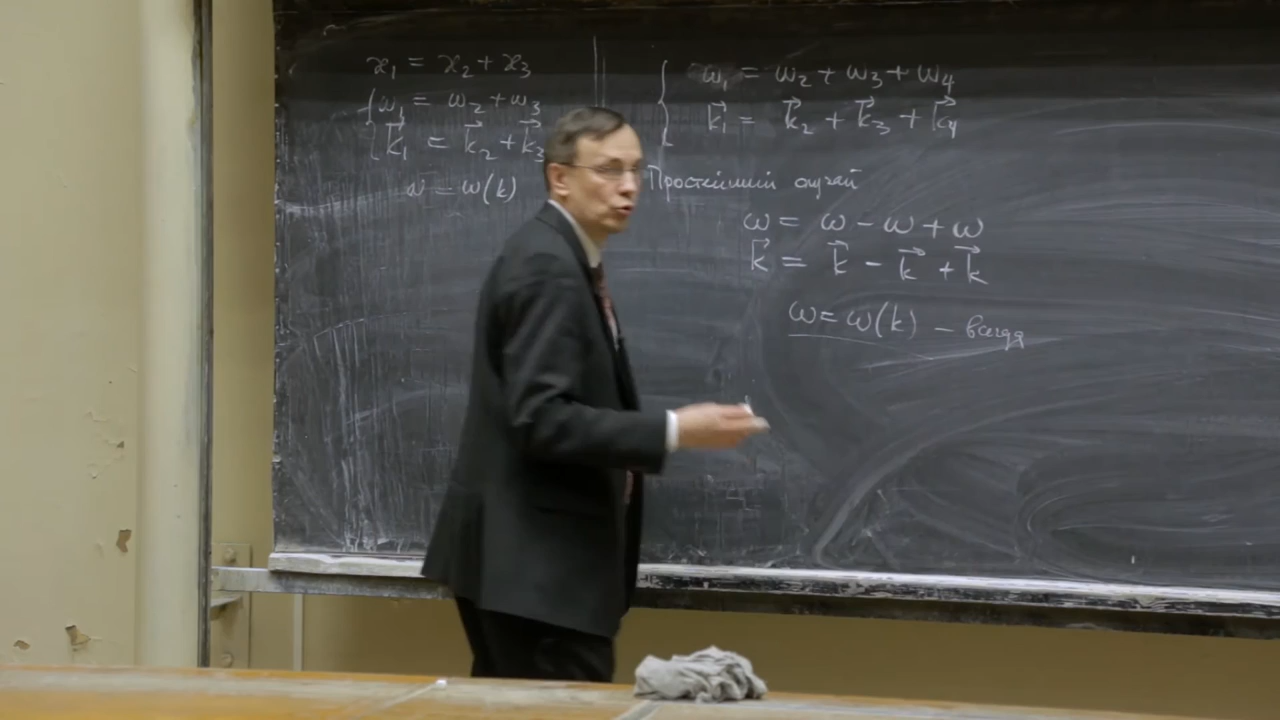 x₁ = x₂ + x₃
ω₁ = ω₂ + ω₃
k⃗₁ = k⃗₂ + k⃗₃
ω = ω(k)
ω₁ = ω₂ + ω₃ + ω₄
k⃗₁ = k⃗₂ + k⃗₃ + k⃗₄
Простейший случай
ω = ω − ω + ω
k⃗ = k⃗ − k⃗ + k⃗
ω = ω(k) − всегда